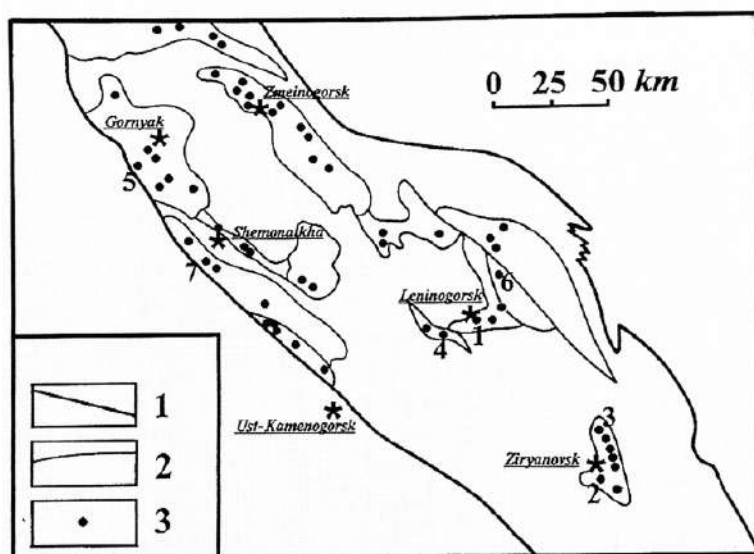 Zmeinogorsk
0 25 50 km
Gornyak
5
Shemonaikha
7
6
Leninogorsk
4
1
1
2
3
Ust-Kamenogorsk
3
Ziryanovsk
2